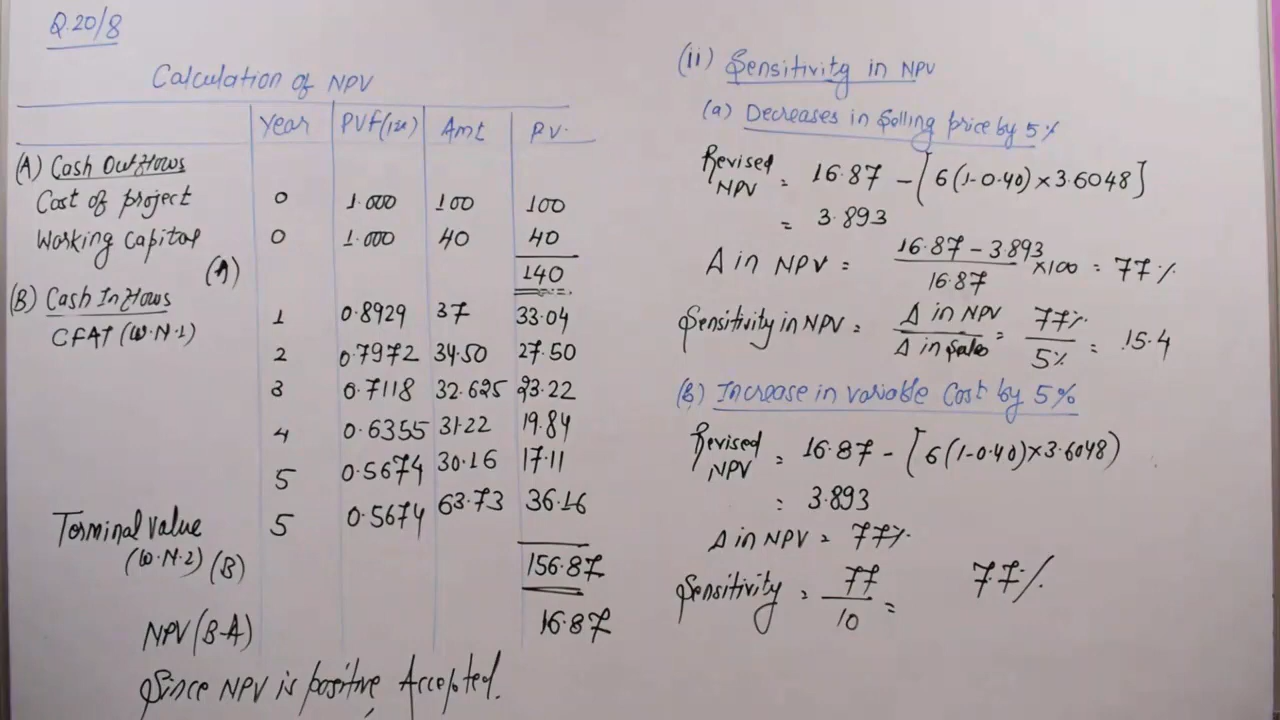 Q.20/8
Calculation of NPV
Year PVF(12%) Amt P.V.
(A) Cash Outflows
Cost of project 0 1.000 100 100
Working Capital 0 1.000 40 40
(A) 140
(B) Cash Inflows
CFAT (W.N.1) 1 0.8929 37 33.04
2 0.7972 34.50 27.50
3 0.7118 32.625 23.22
4 0.6355 31.22 19.84
5 0.5674 30.16 17.11
Terminal value 5 0.5674 63.73 36.16
(W.N.2) (B) 156.87
NPV (B-A) 16.87
Since NPV is positive, Accepted.
(ii) Sensitivity in NPV
(a) Decreases in Selling price by 5%
Revised NPV = 16.87 - [6(1-0.40) × 3.6048]
= 3.893
Δ in NPV = 16.87 - 3.893 / 16.87 ×100 = 77%
Sensitivity in NPV = Δ in NPV / Δ in Sales = 77% / 5% = 15.4
(B) Increase in variable Cost by 5%
Revised NPV = 16.87 - [6(1-0.40)×3.6048)
= 3.893
Δ in NPV = 77%
Sensitivity = 77 / 10 = 7.7%